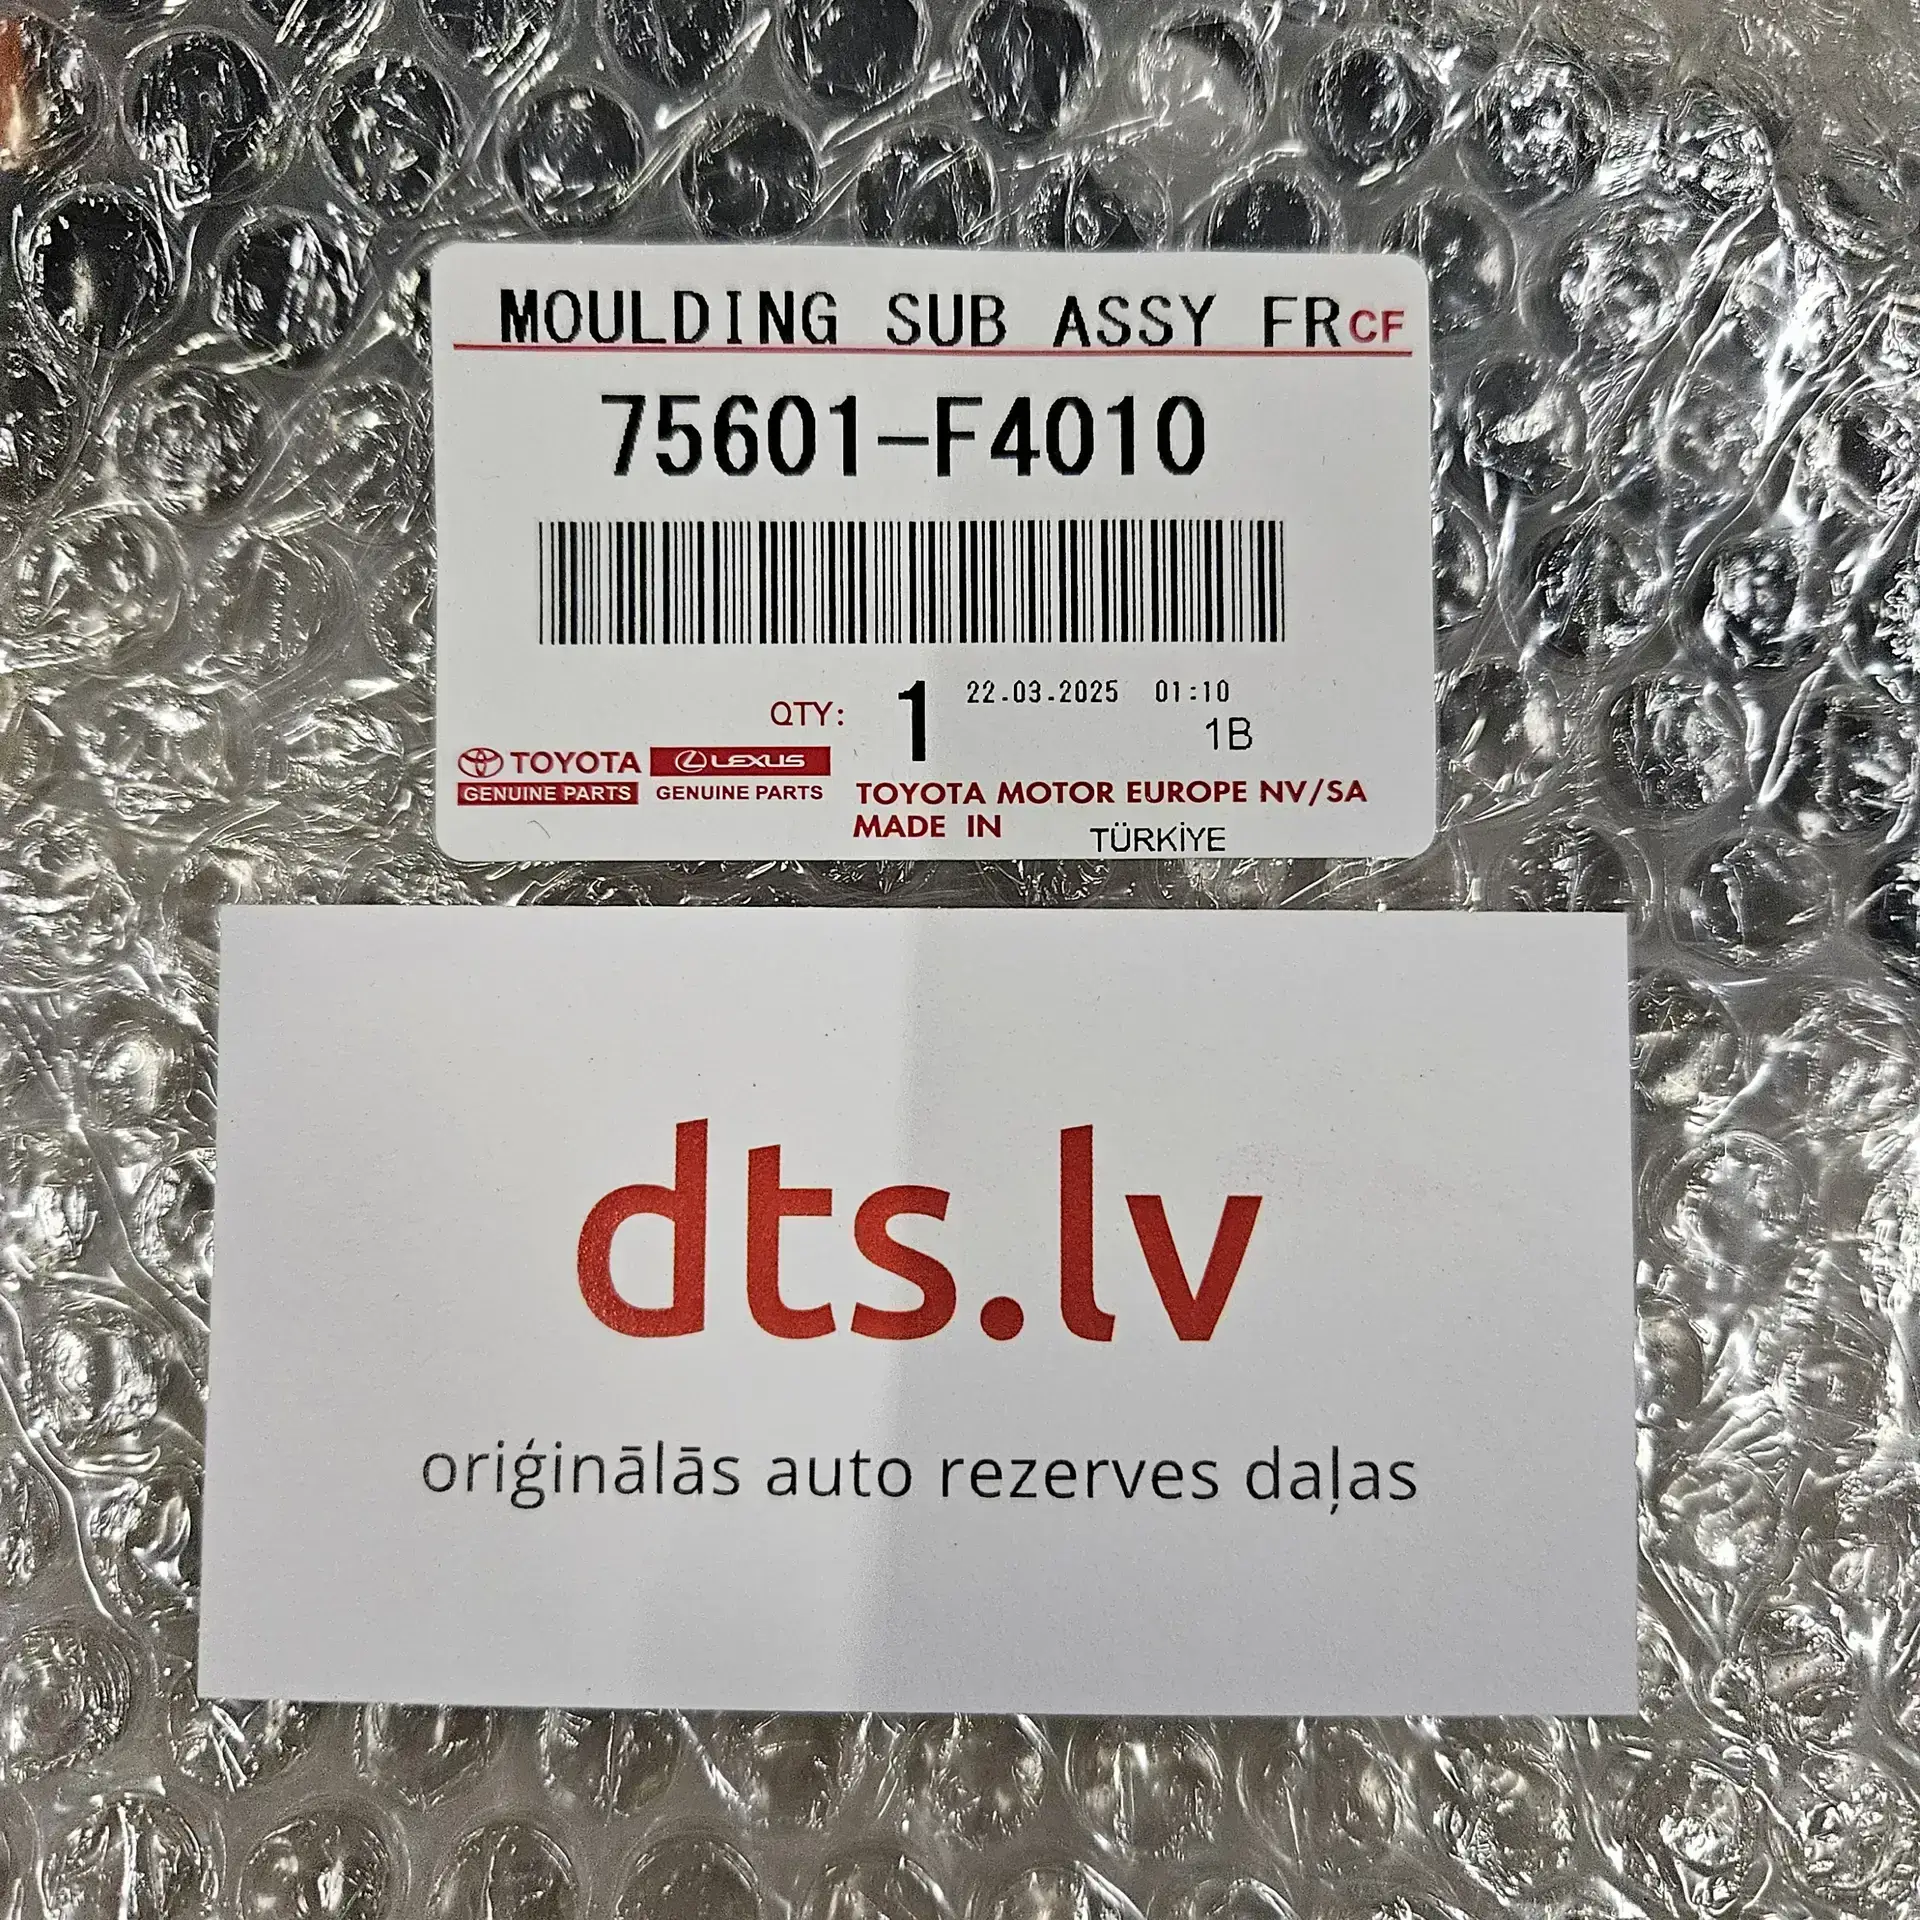 MOULDING SUB ASSY FR CF
75601-F4010
QTY: 1 22.03.2025 01:10
1B
TOYOTA LEXUS
GENUINE PARTS GENUINE PARTS
TOYOTA MOTOR EUROPE NV/SA
MADE IN TÜRKİYE
dts.lv
oriģinālās auto rezerves daļas